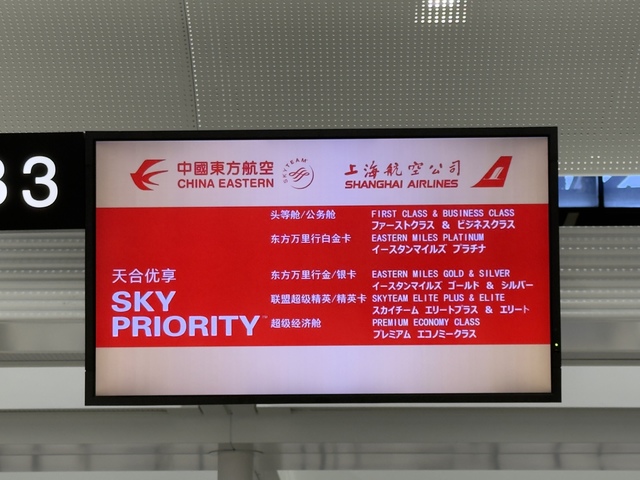 33
中國東方航空
CHINA EASTERN
SKYTEAM
上海航空公司
SHANGHAI AIRLINES
天合优享
SKY
PRIORITY™
头等舱/公务舱 FIRST CLASS & BUSINESS CLASS
ファーストクラス & ビジネスクラス
东方万里行白金卡 EASTERN MILES PLATINUM
イースタンマイルズ プラチナ
东方万里行金/银卡 EASTERN MILES GOLD & SILVER
イースタンマイルズ ゴールド & シルバー
联盟超级精英/精英卡 SKYTEAM ELITE PLUS & ELITE
スカイチーム エリートプラス & エリート
超级经济舱 PREMIUM ECONOMY CLASS
プレミアム エコノミークラス